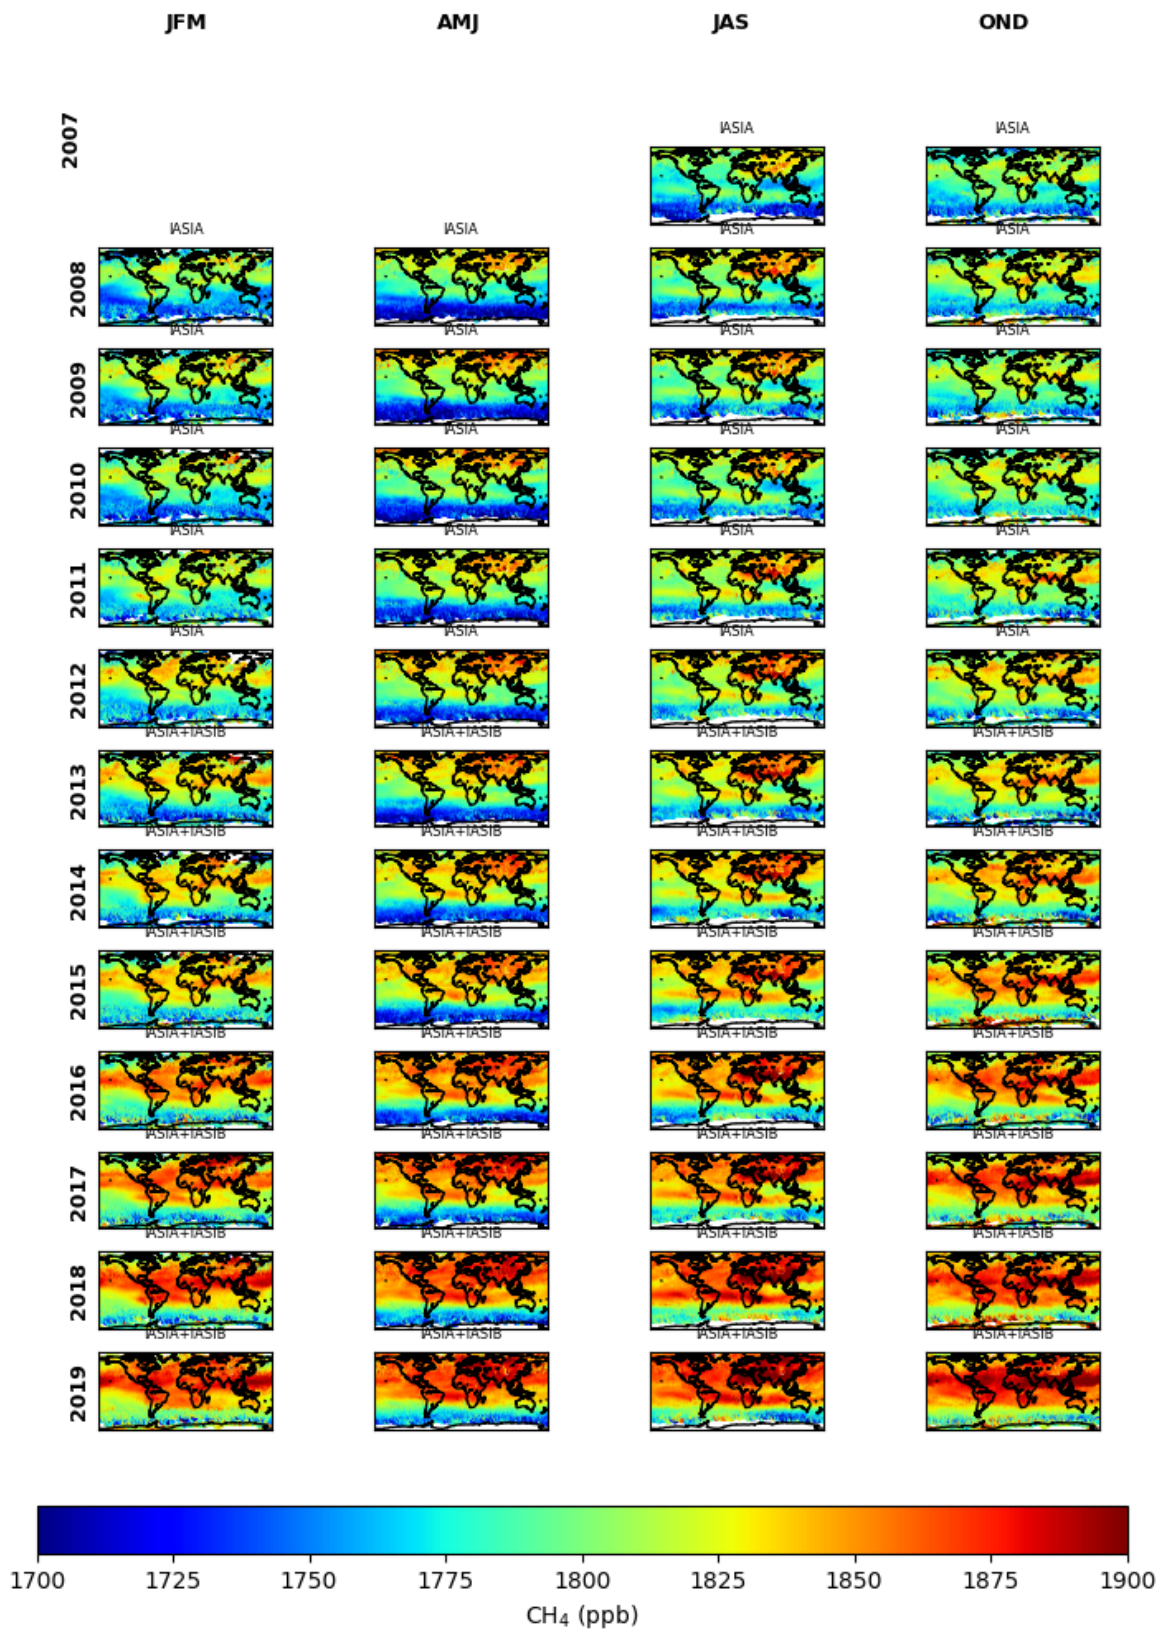 JFM AMJ JAS OND
2007
IASIA IASIA
IASIA IASIA IASIA IASIA
2008
IASIA IASIA IASIA IASIA
2009
IASIA IASIA IASIA IASIA
2010
IASIA IASIA IASIA IASIA
2011
IASIA IASIA IASIA IASIA
2012
IASIA+IASIB IASIA+IASIB IASIA+IASIB IASIA+IASIB
2013
IASIA+IASIB IASIA+IASIB IASIA+IASIB IASIA+IASIB
2014
IASIA+IASIB IASIA+IASIB IASIA+IASIB IASIA+IASIB
2015
IASIA+IASIB IASIA+IASIB IASIA+IASIB IASIA+IASIB
2016
IASIA+IASIB IASIA+IASIB IASIA+IASIB IASIA+IASIB
2017
IASIA+IASIB IASIA+IASIB IASIA+IASIB IASIA+IASIB
2018
IASIA+IASIB IASIA+IASIB IASIA+IASIB IASIA+IASIB
2019
1700 1725 1750 1775 1800 1825 1850 1875 1900
CH₄ (ppb)